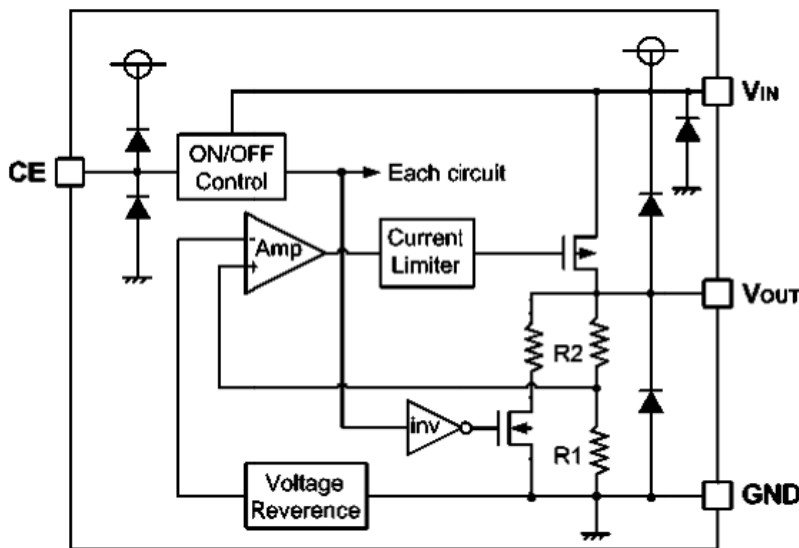 VIN
CE
ON/OFF
Control
Each circuit
-
Amp
+
Current
Limiter
VOUT
R2
inv
R1
Voltage
Reverence
GND